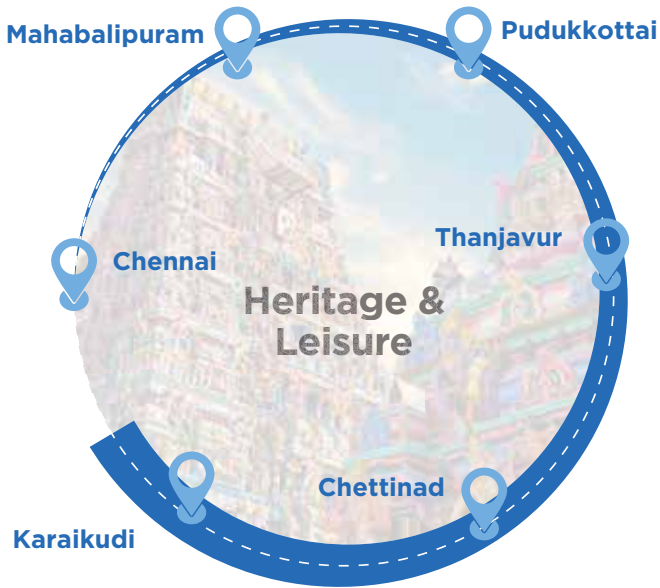 Mahabalipuram
Pudukkottai
Thanjavur
Chennai
Heritage &
Leisure
Chettinad
Karaikudi